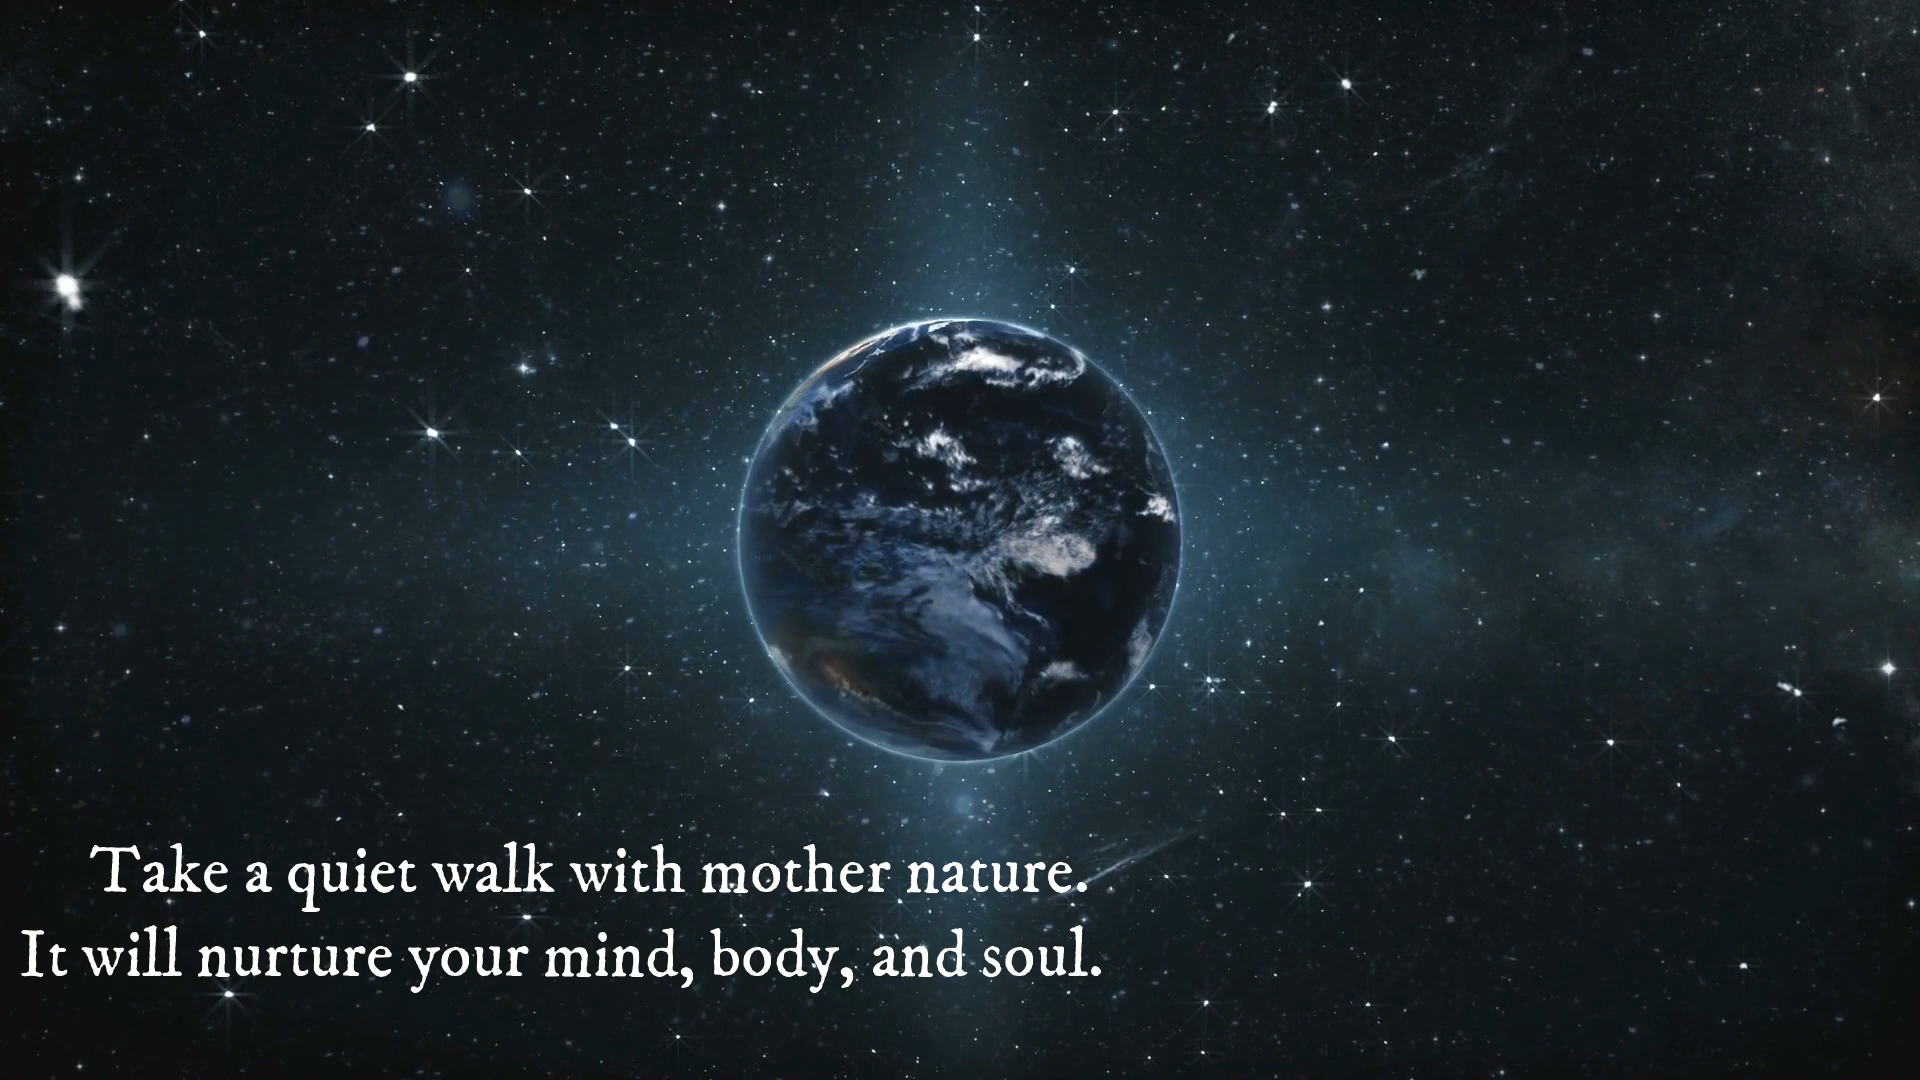 Take a quiet walk with mother nature.
It will nurture your mind, body, and soul.